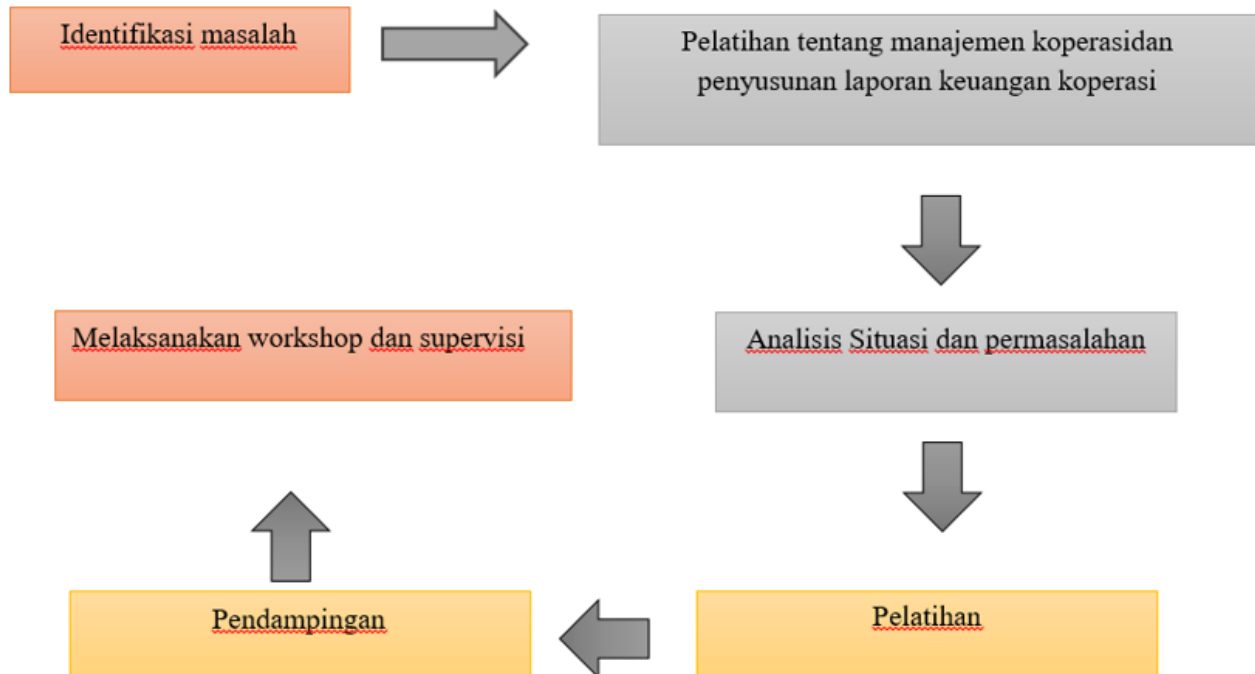 Identifikasi masalah
Pelatihan tentang manajemen koperasidan
penyusunan laporan keuangan koperasi
Analisis Situasi dan permasalahan
Pelatihan
Pendampingan
Melaksanakan workshop dan supervisi